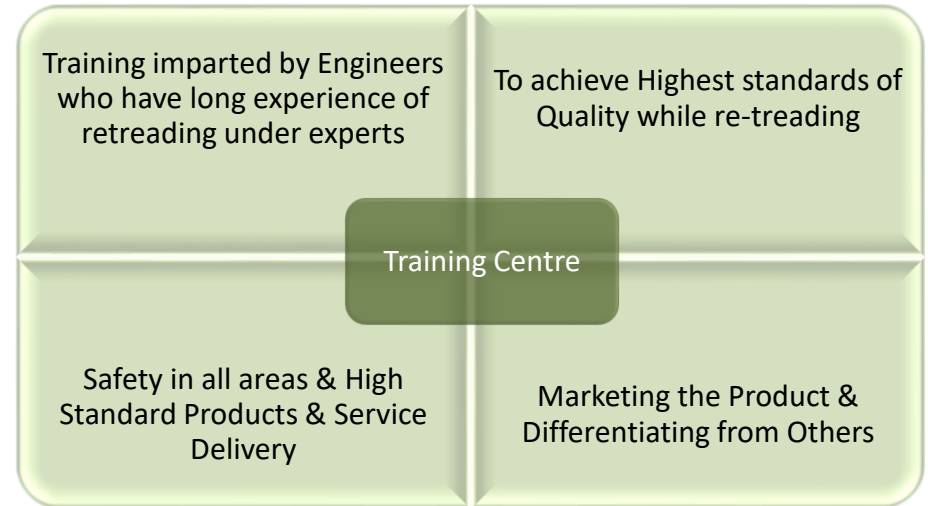 Training imparted by Engineers
who have long experience of
retreading under experts
To achieve Highest standards of
Quality while re-treading
Training Centre
Safety in all areas & High
Standard Products & Service
Delivery
Marketing the Product &
Differentiating from Others